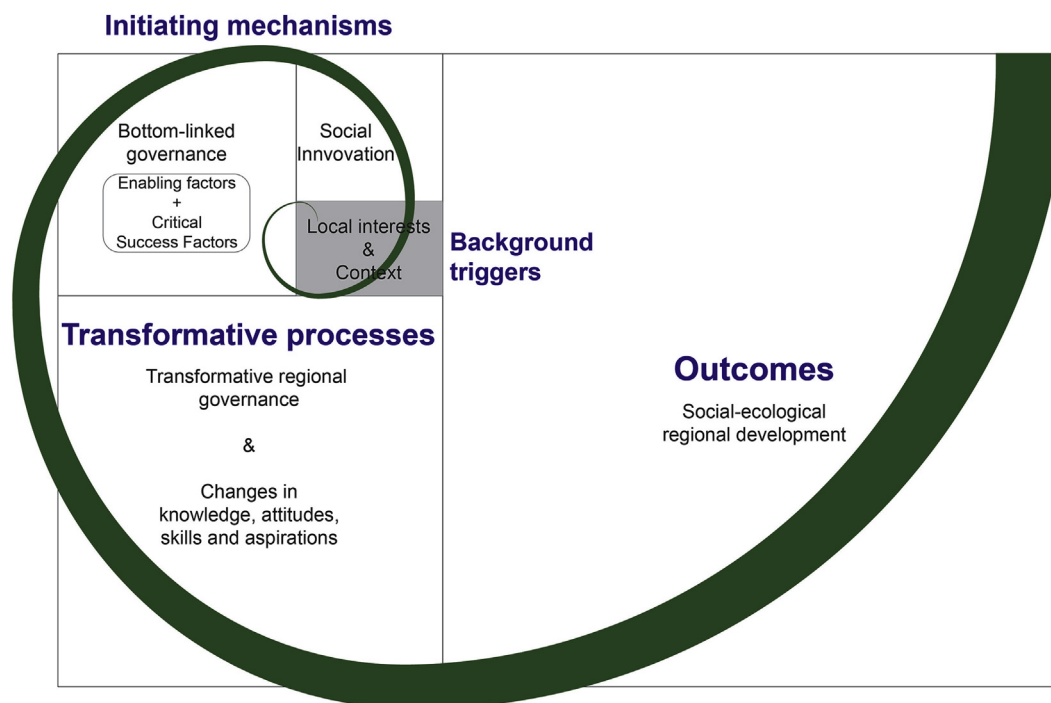 Initiating mechanisms
Bottom-linked
governance
Enabling factors
+
Critical
Success Factors
Social
Innvovation
Local interests
&
Context
Background
triggers
Transformative processes
Transformative regional
governance
&
Changes in
knowledge, attitudes,
skills and aspirations
Outcomes
Social-ecological
regional development